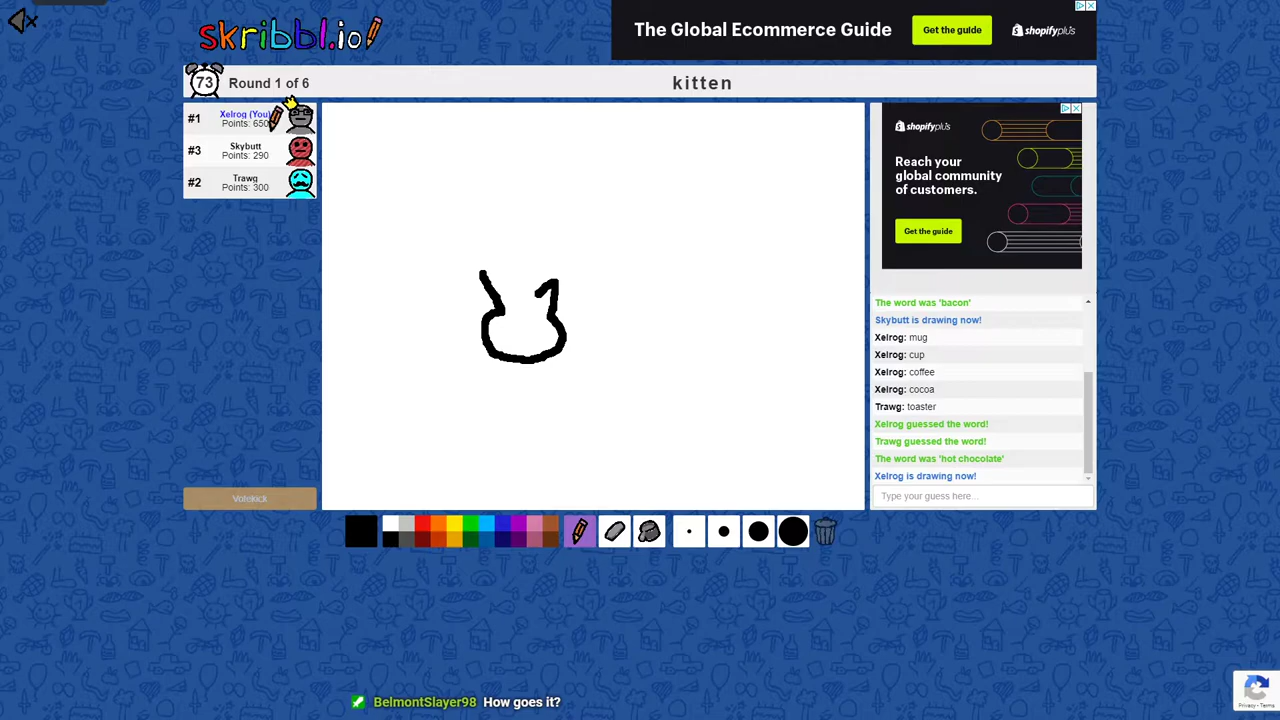 skribbl.io!
The Global Ecommerce Guide
Get the guide
shopifyplus
73
Round 1 of 6
kitten
#1
Xelrog (You)
Points: 650
#3
Skybutt
Points: 290
#2
Trawg
Points: 300
shopifyplus
Reach your
global community
of customers.
Get the guide
The word was 'bacon'
Skybutt is drawing now!
Xelrog: mug
Xelrog: cup
Xelrog: coffee
Xelrog: cocoa
Trawg: toaster
Xelrog guessed the word!
Trawg guessed the word!
The word was 'hot chocolate'
Xelrog is drawing now!
Type your guess here...
Votekick
BelmontSlayer98 How goes it?
Privacy - Terms